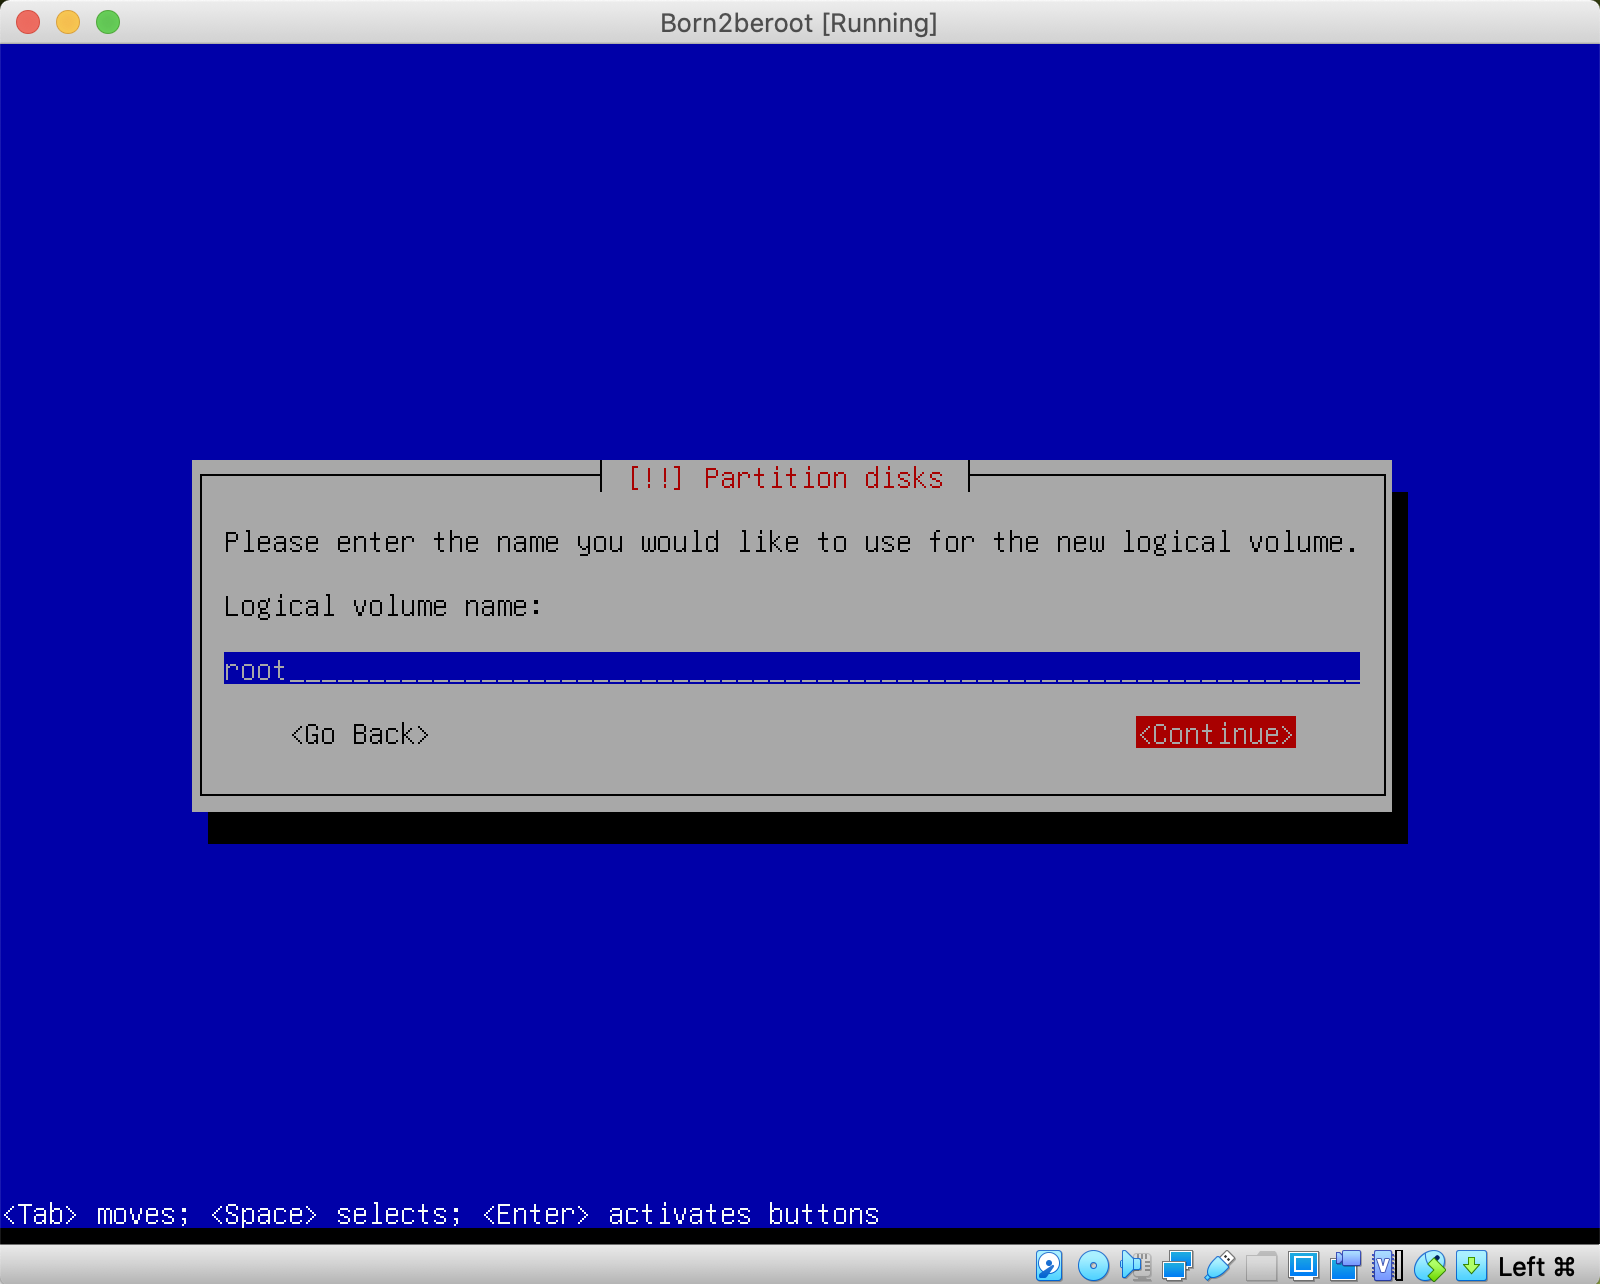 Born2beroot [Running]
[!!] Partition disks
Please enter the name you would like to use for the new logical volume.
Logical volume name:
root___________________________________________________________________
<Go Back> <Continue>
<Tab> moves; <Space> selects; <Enter> activates buttons
Left ⌘